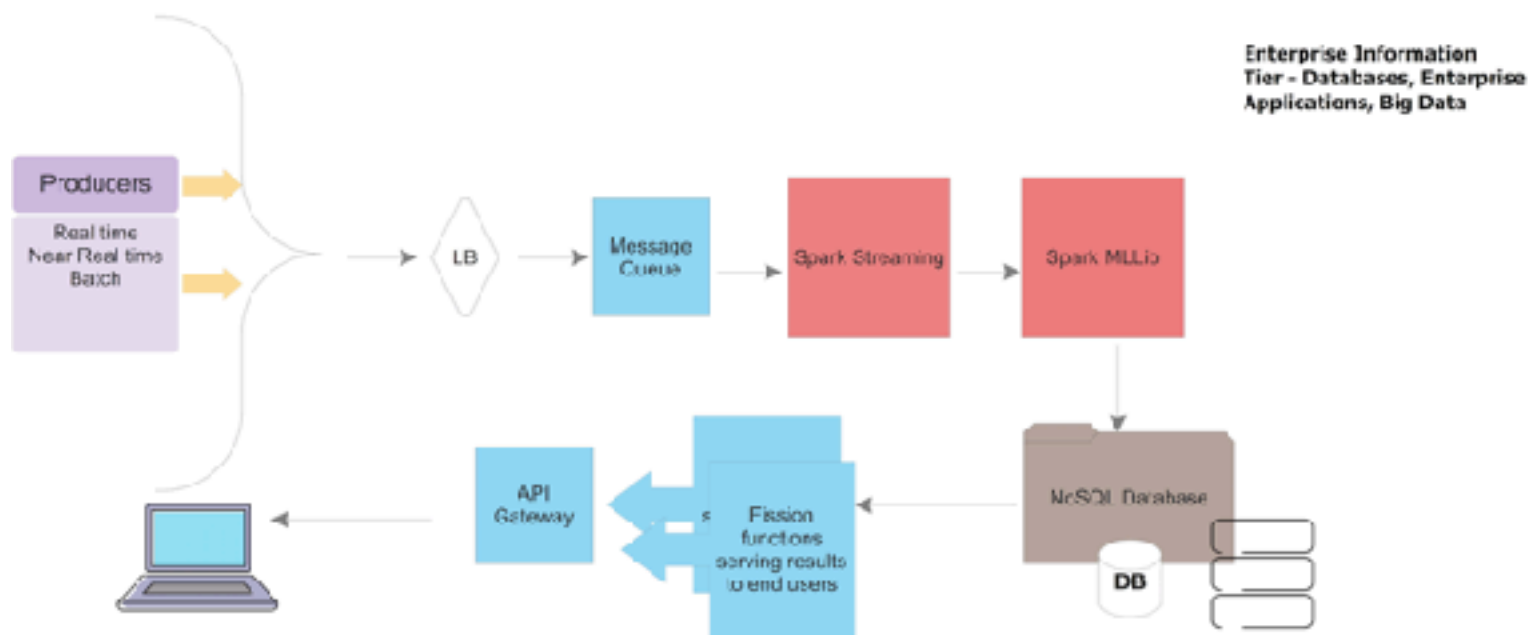 Enterprise Information
Tier - Databases, Enterprise
Applications, Big Data
Producers
Real time
Near Real time
Batch
LB
Message
Queue
Spark Streaming
Spark MLLib
API
Gateway
Fission
functions
serving results
to end users
NoSQL Database
DB